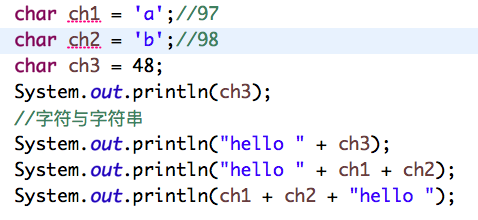 char ch1 = 'a';//97
char ch2 = 'b';//98
char ch3 = 48;
System.out.println(ch3);
//字符与字符串
System.out.println("hello " + ch3);
System.out.println("hello " + ch1 + ch2);
System.out.println(ch1 + ch2 + "hello ");